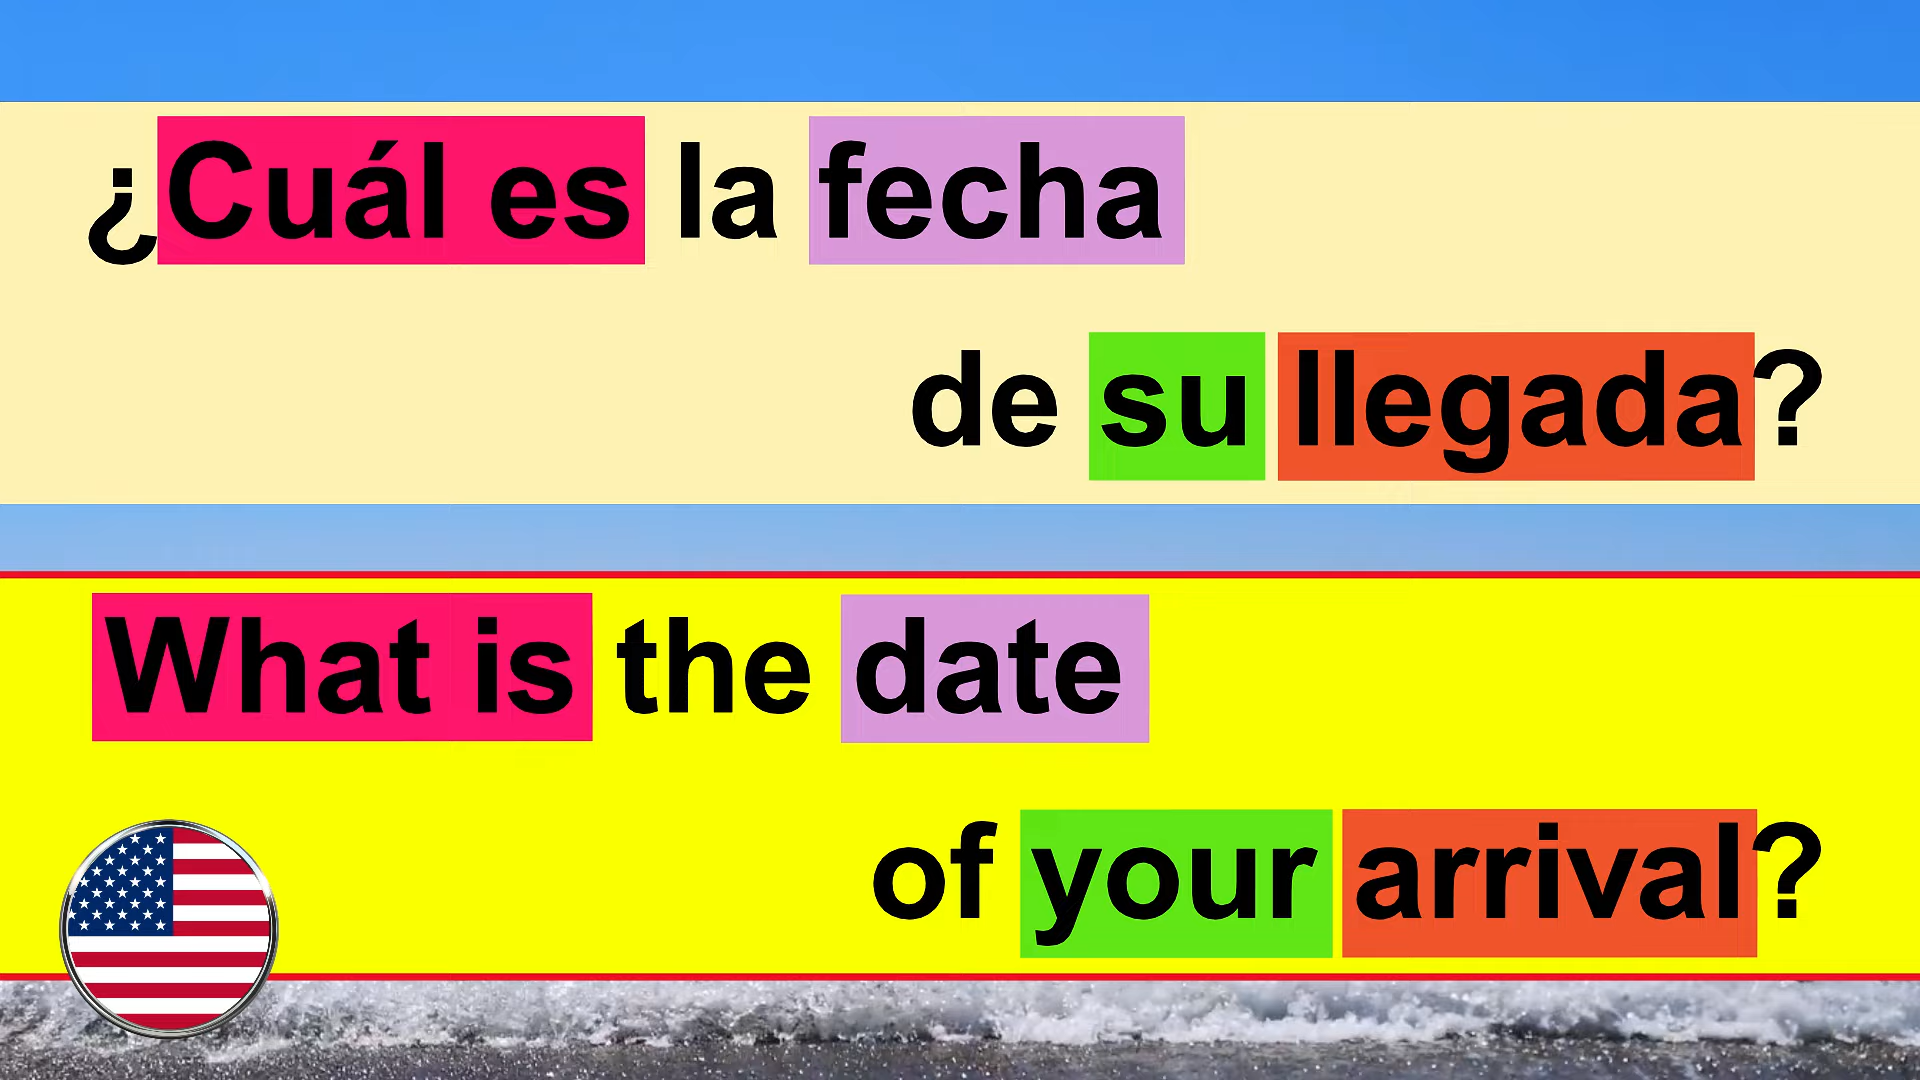 ¿Cuál es la fecha
de su llegada?
What is the date
of your arrival?